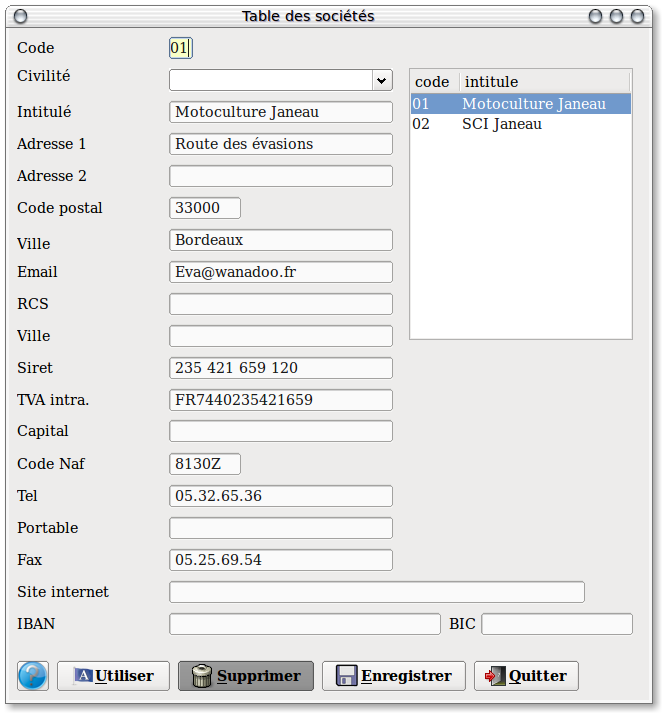 Table des sociétés
Code 01
Civilité
code intitule
01 Motoculture Janeau
02 SCI Janeau
Intitulé Motoculture Janeau
Adresse 1 Route des évasions
Adresse 2
Code postal 33000
Ville Bordeaux
Email Eva@wanadoo.fr
RCS
Ville
Siret 235 421 659 120
TVA intra. FR7440235421659
Capital
Code Naf 8130Z
Tel 05.32.65.36
Portable
Fax 05.25.69.54
Site internet
IBAN BIC
? A Utiliser Supprimer Enregistrer Quitter